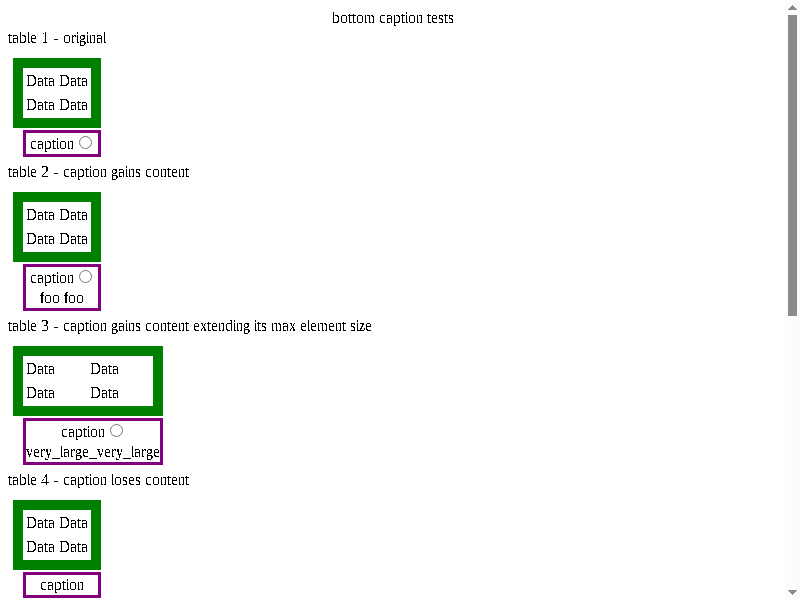 bottom caption tests
table 1 - original
Data Data
Data Data
caption
table 2 - caption gains content
Data Data
Data Data
caption
foo foo
table 3 - caption gains content extending its max element size
Data Data
Data Data
caption
very_large_very_large
table 4 - caption loses content
Data Data
Data Data
caption